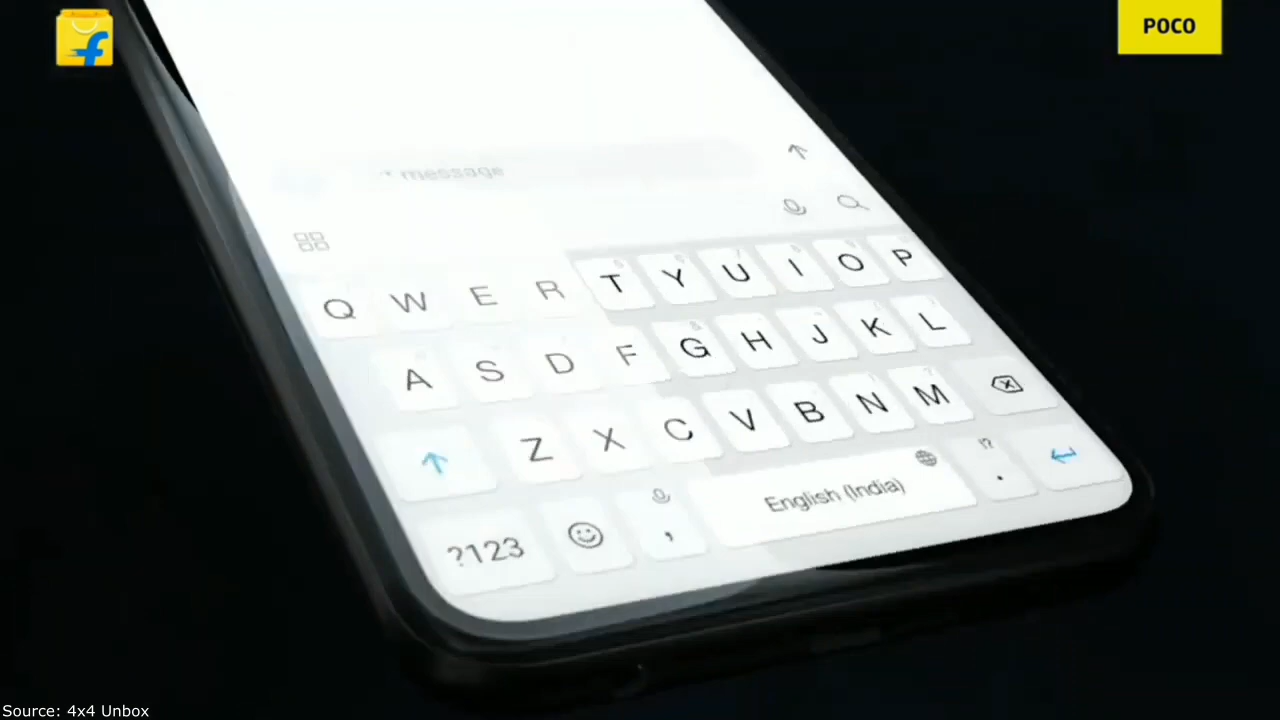 POCO
message
Q W E R T Y U I O P
A S D F G H J K L
Z X C V B N M
!?
?123 , English (India) .
Source: 4x4 Unbox